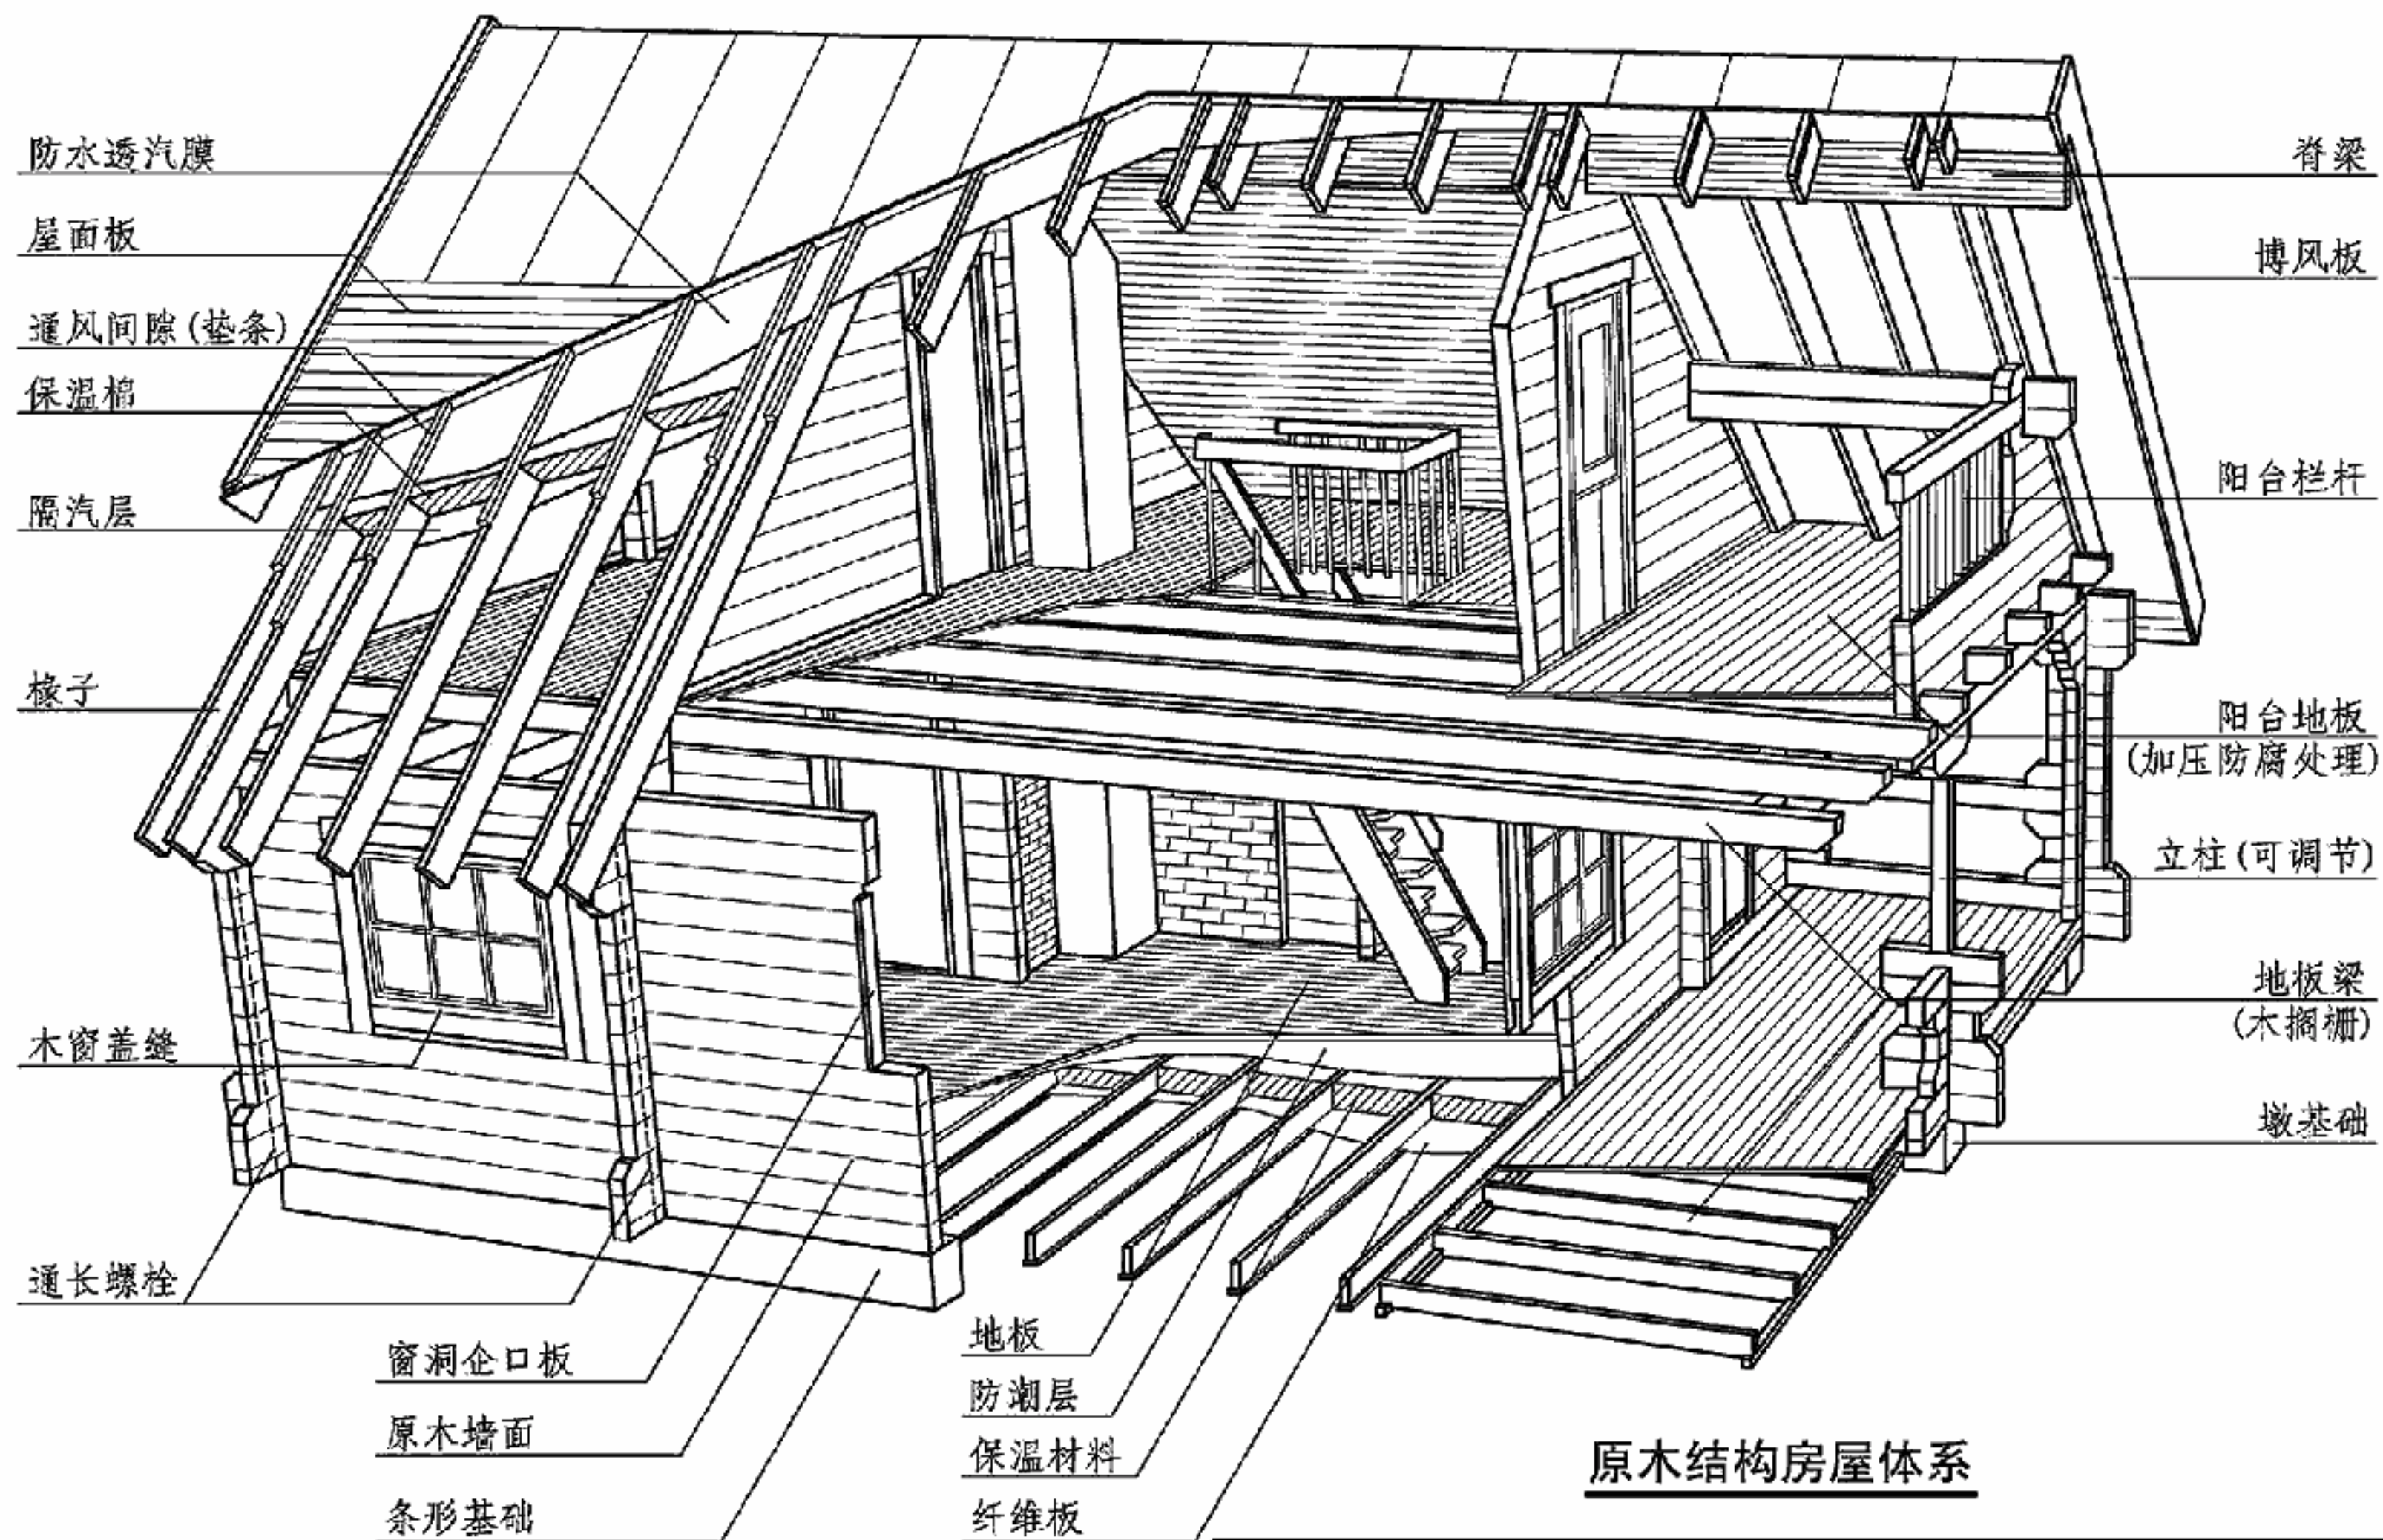 防水透汽膜
屋面板
通风间隙(垫条)
保温棉
隔汽层
椽子
木窗盖缝
通长螺栓
窗洞企口板
原木墙面
条形基础
地板
防潮层
保温材料
纤维板
脊梁
博风板
阳台栏杆
阳台地板
(加压防腐处理)
立柱(可调节)
地板梁
(木搁栅)
墩基础
原木结构房屋体系